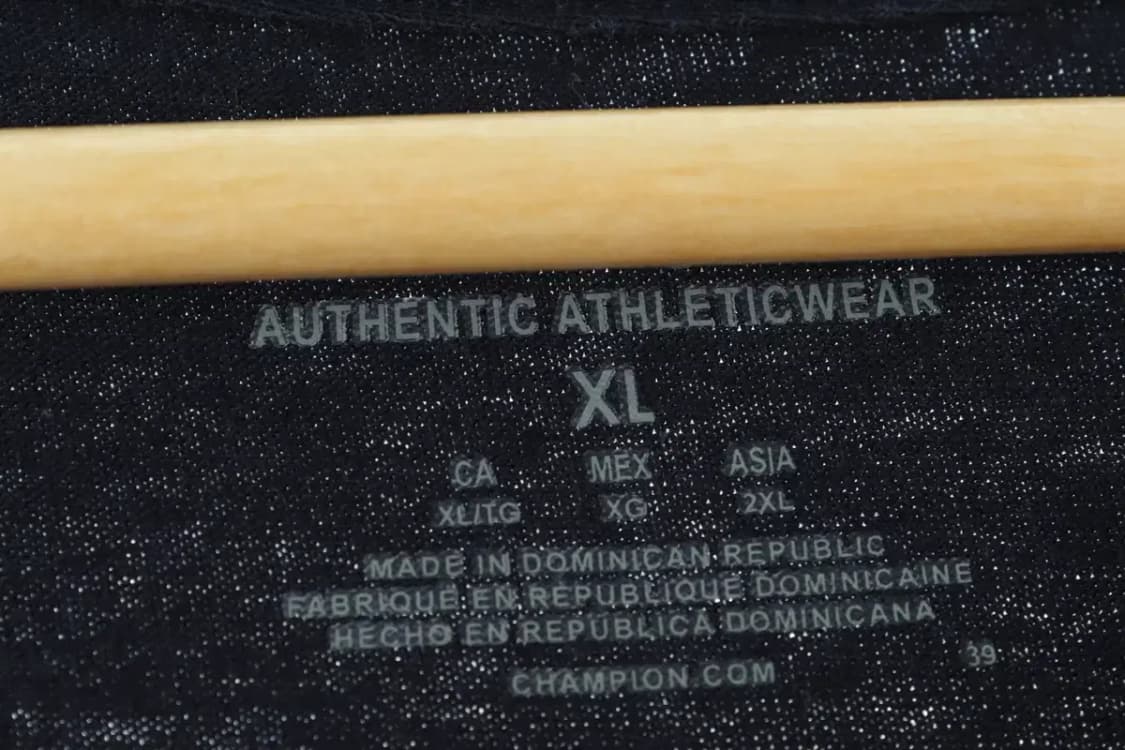 AUTHENTIC ATHLETICWEAR
XL
CA MEX ASIA
XL/TG XG 2XL
MADE IN DOMINICAN REPUBLIC
FABRIQUÉ EN RÉPUBLIQUE DOMINICAINE
HECHO EN REPÚBLICA DOMINICANA
39
CHAMPION.COM